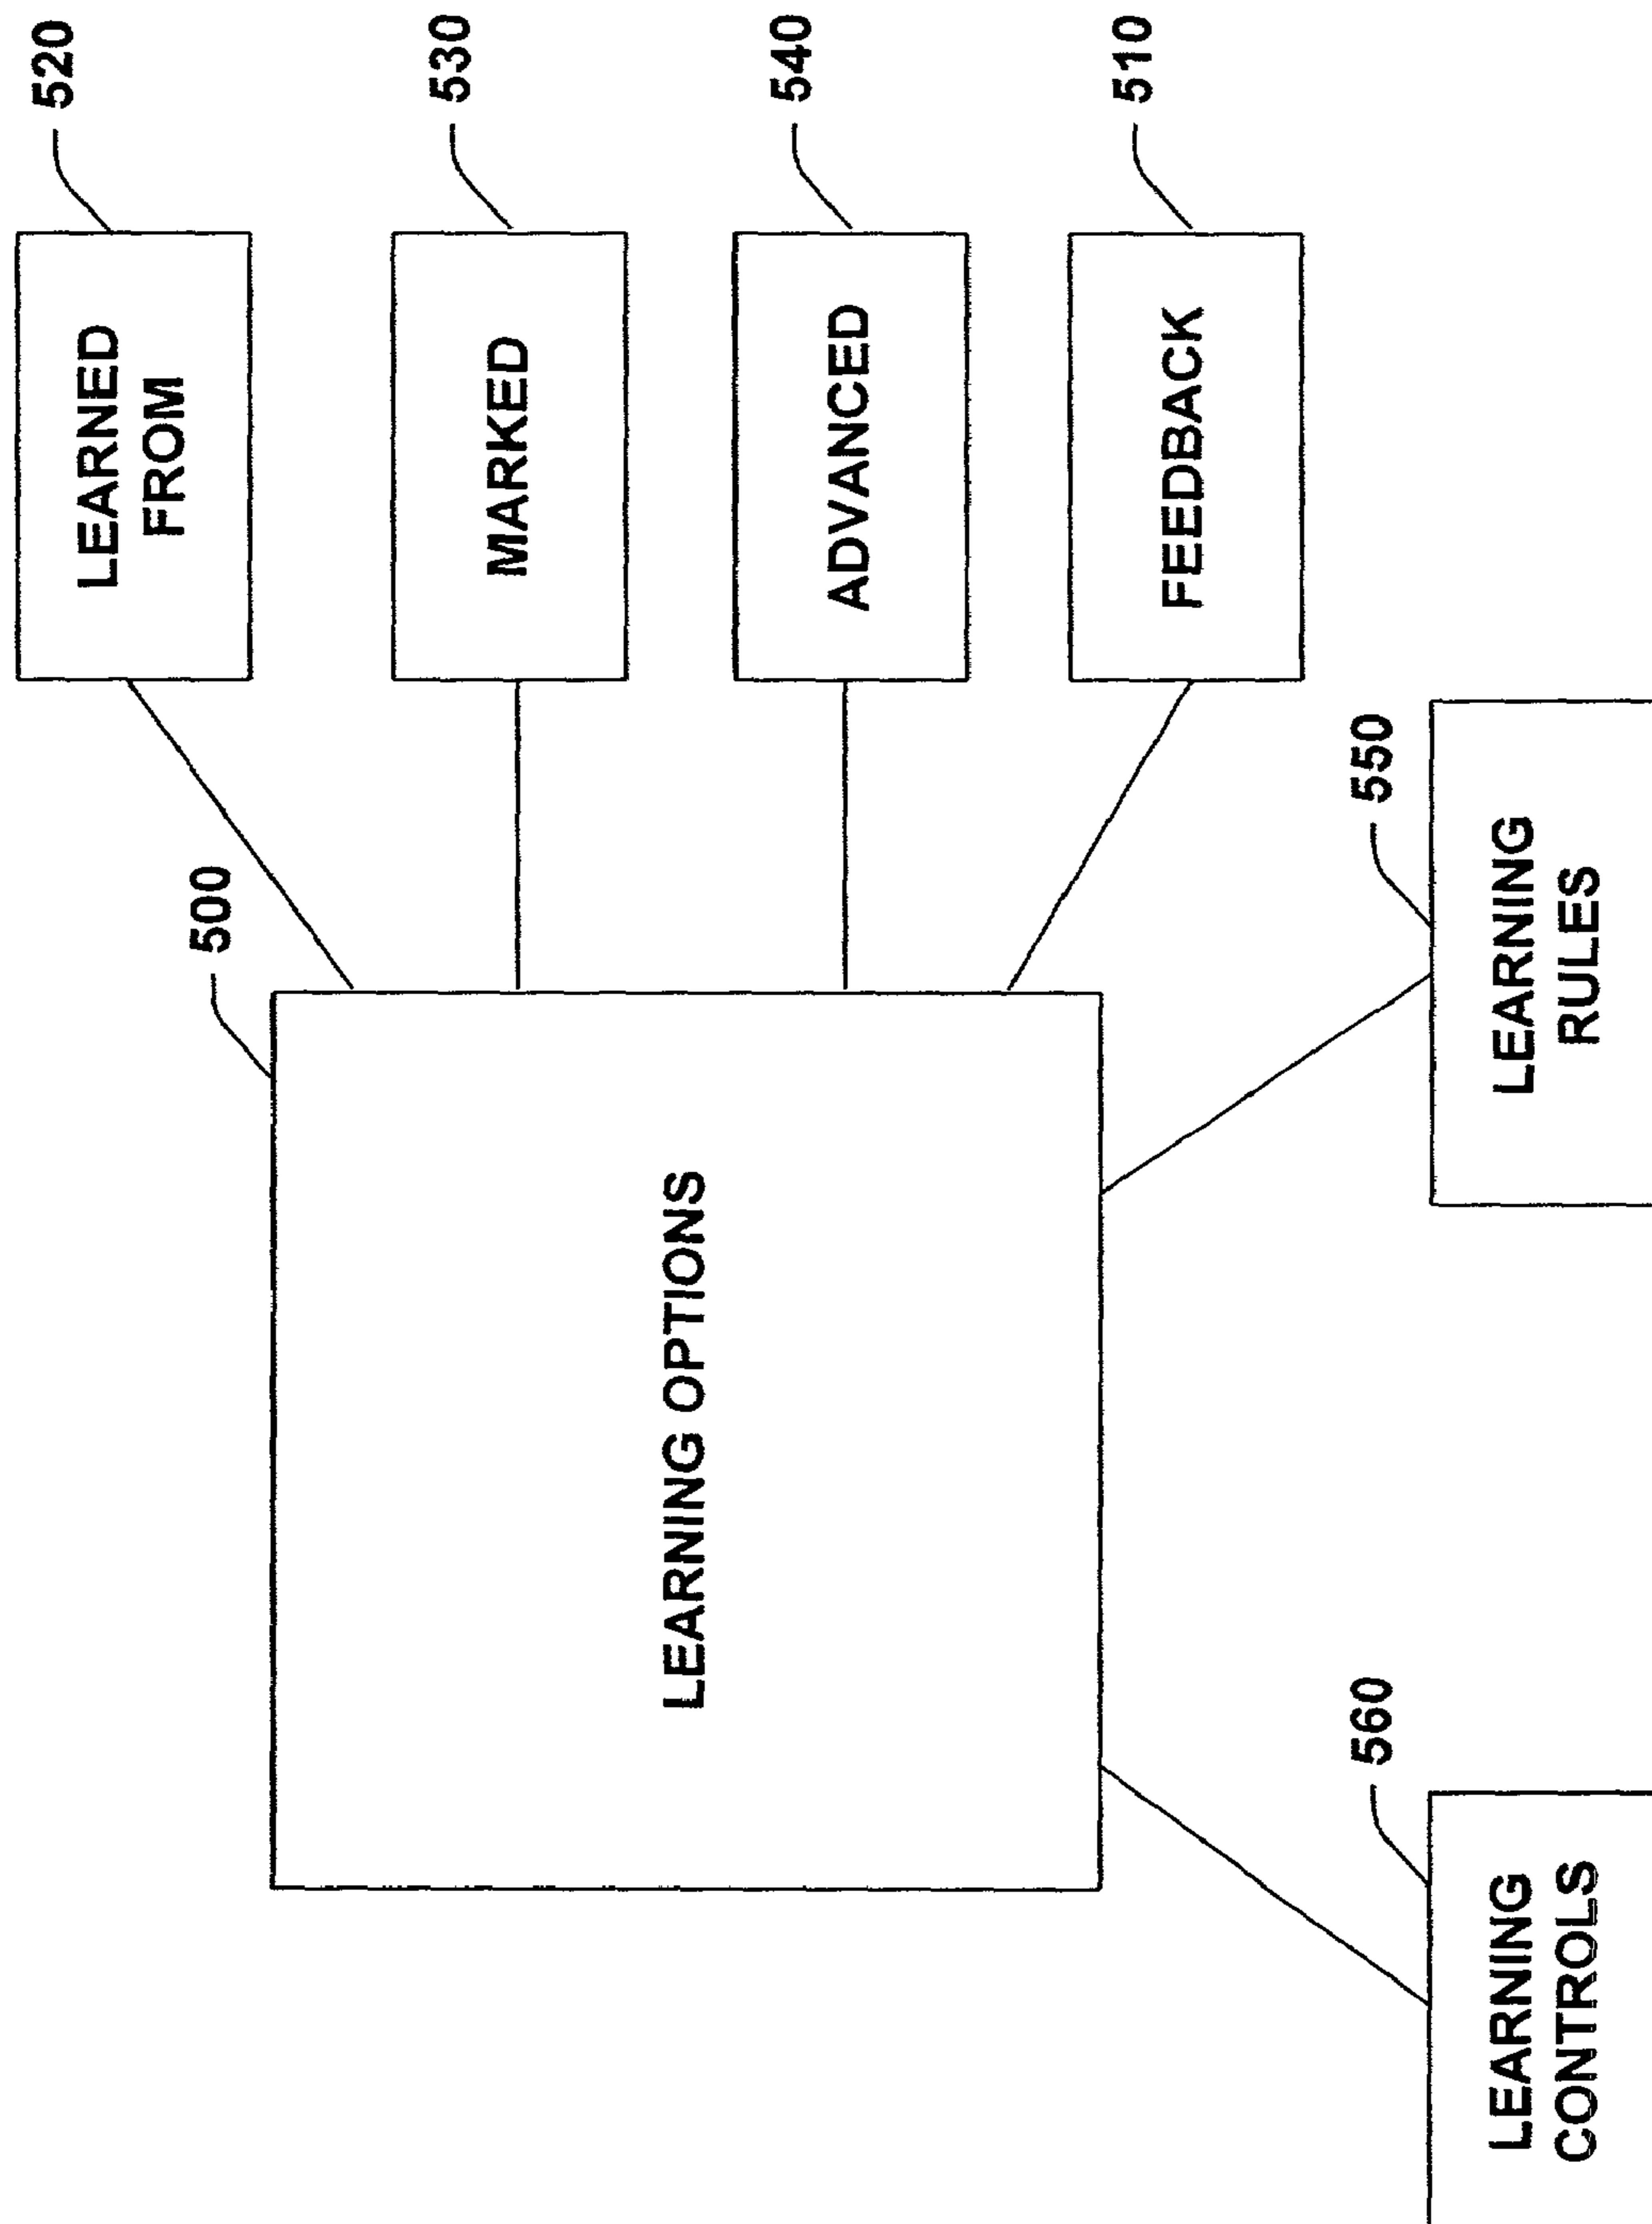 520
LEARNED
FROM
530
MARKED
540
ADVANCED
510
FEEDBACK
500
LEARNING OPTIONS
550
LEARNING
RULES
560
LEARNING
CONTROLS